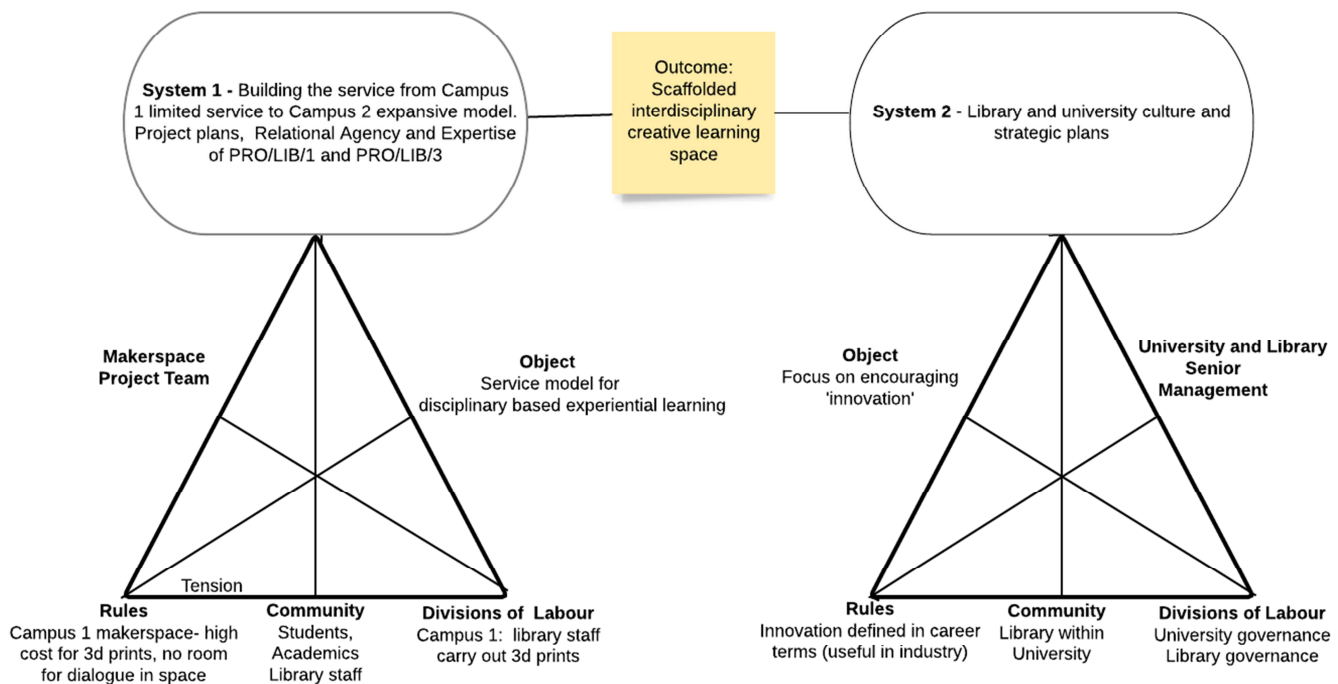 System 1 - Building the service from Campus
1 limited service to Campus 2 expansive model.
Project plans,  Relational Agency and Expertise
of PRO/LIB/1 and PRO/LIB/3
Outcome:
Scaffolded
interdisciplinary
creative learning
space
System 2 - Library and university culture and
strategic plans
Makerspace
Project Team
Object
Service model for
disciplinary based experiential learning
Object
Focus on encouraging
'innovation'
University and Library
Senior
Management
Tension
Rules
Campus 1 makerspace- high
cost for 3d prints, no room
for dialogue in space
Community
Students,
Academics
Library staff
Divisions of Labour
Campus 1:  library staff
carry out 3d prints
Rules
Innovation defined in career
terms (useful in industry)
Community
Library within
University
Divisions of Labour
University governance
Library governance